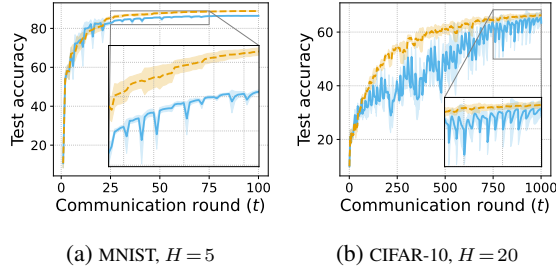 Test accuracy
80
60
40
20
0
25
50
75
100
Communication round (t)
(a) MNIST, H = 5
Test accuracy
60
40
20
0
250
500
750
1000
Communication round (t)
(b) CIFAR-10, H = 20